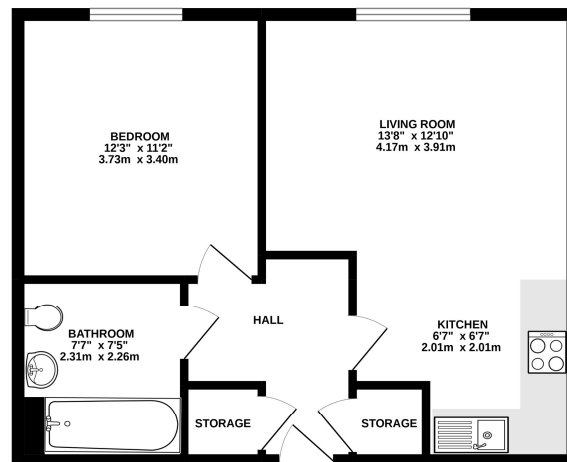 BEDROOM
12'3" x 11'2"
3.73m x 3.40m
LIVING ROOM
13'8" x 12'10"
4.17m x 3.91m
HALL
BATHROOM
7'7" x 7'5"
2.31m x 2.26m
KITCHEN
6'7" x 6'7"
2.01m x 2.01m
STORAGE
STORAGE